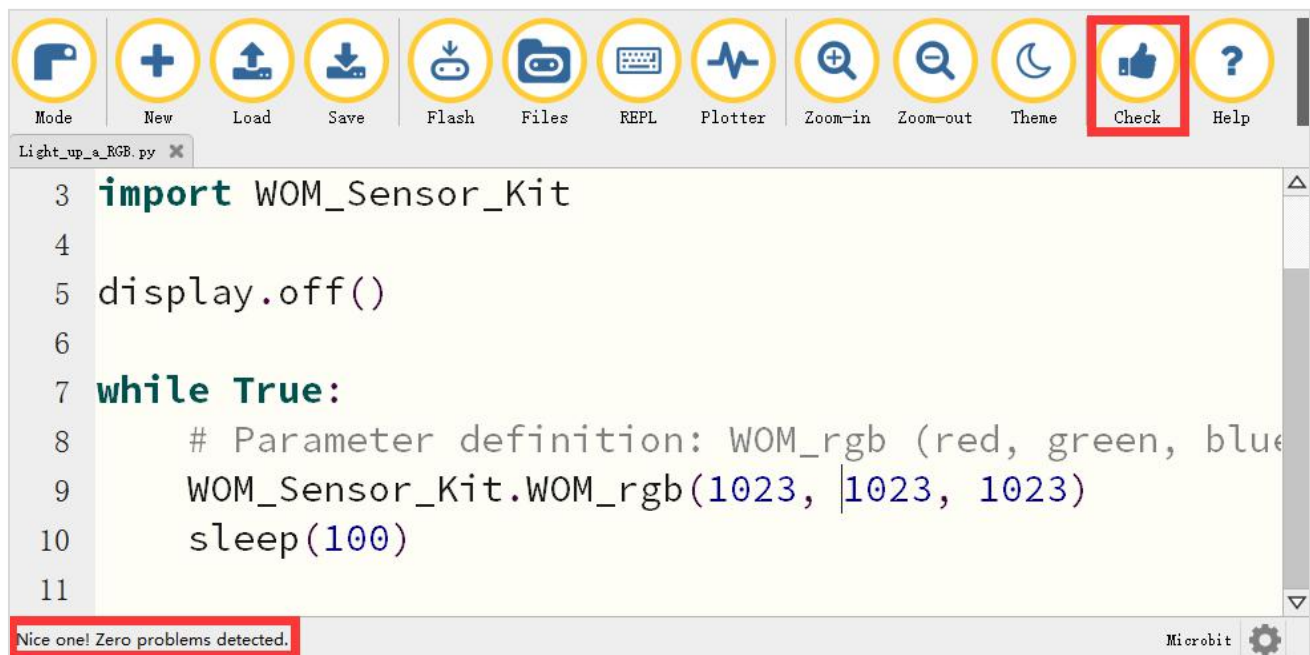 Mode New Load Save Flash Files REPL Plotter Zoom-in Zoom-out Theme Check ? Help
Light_up_a_RGB.py
3 import WOM_Sensor_Kit
4
5 display.off()
6
7 while True:
8 # Parameter definition: WOM_rgb (red, green, blue
9 WOM_Sensor_Kit.WOM_rgb(1023, 1023, 1023)
10 sleep(100)
11
Nice one! Zero problems detected. Microbit